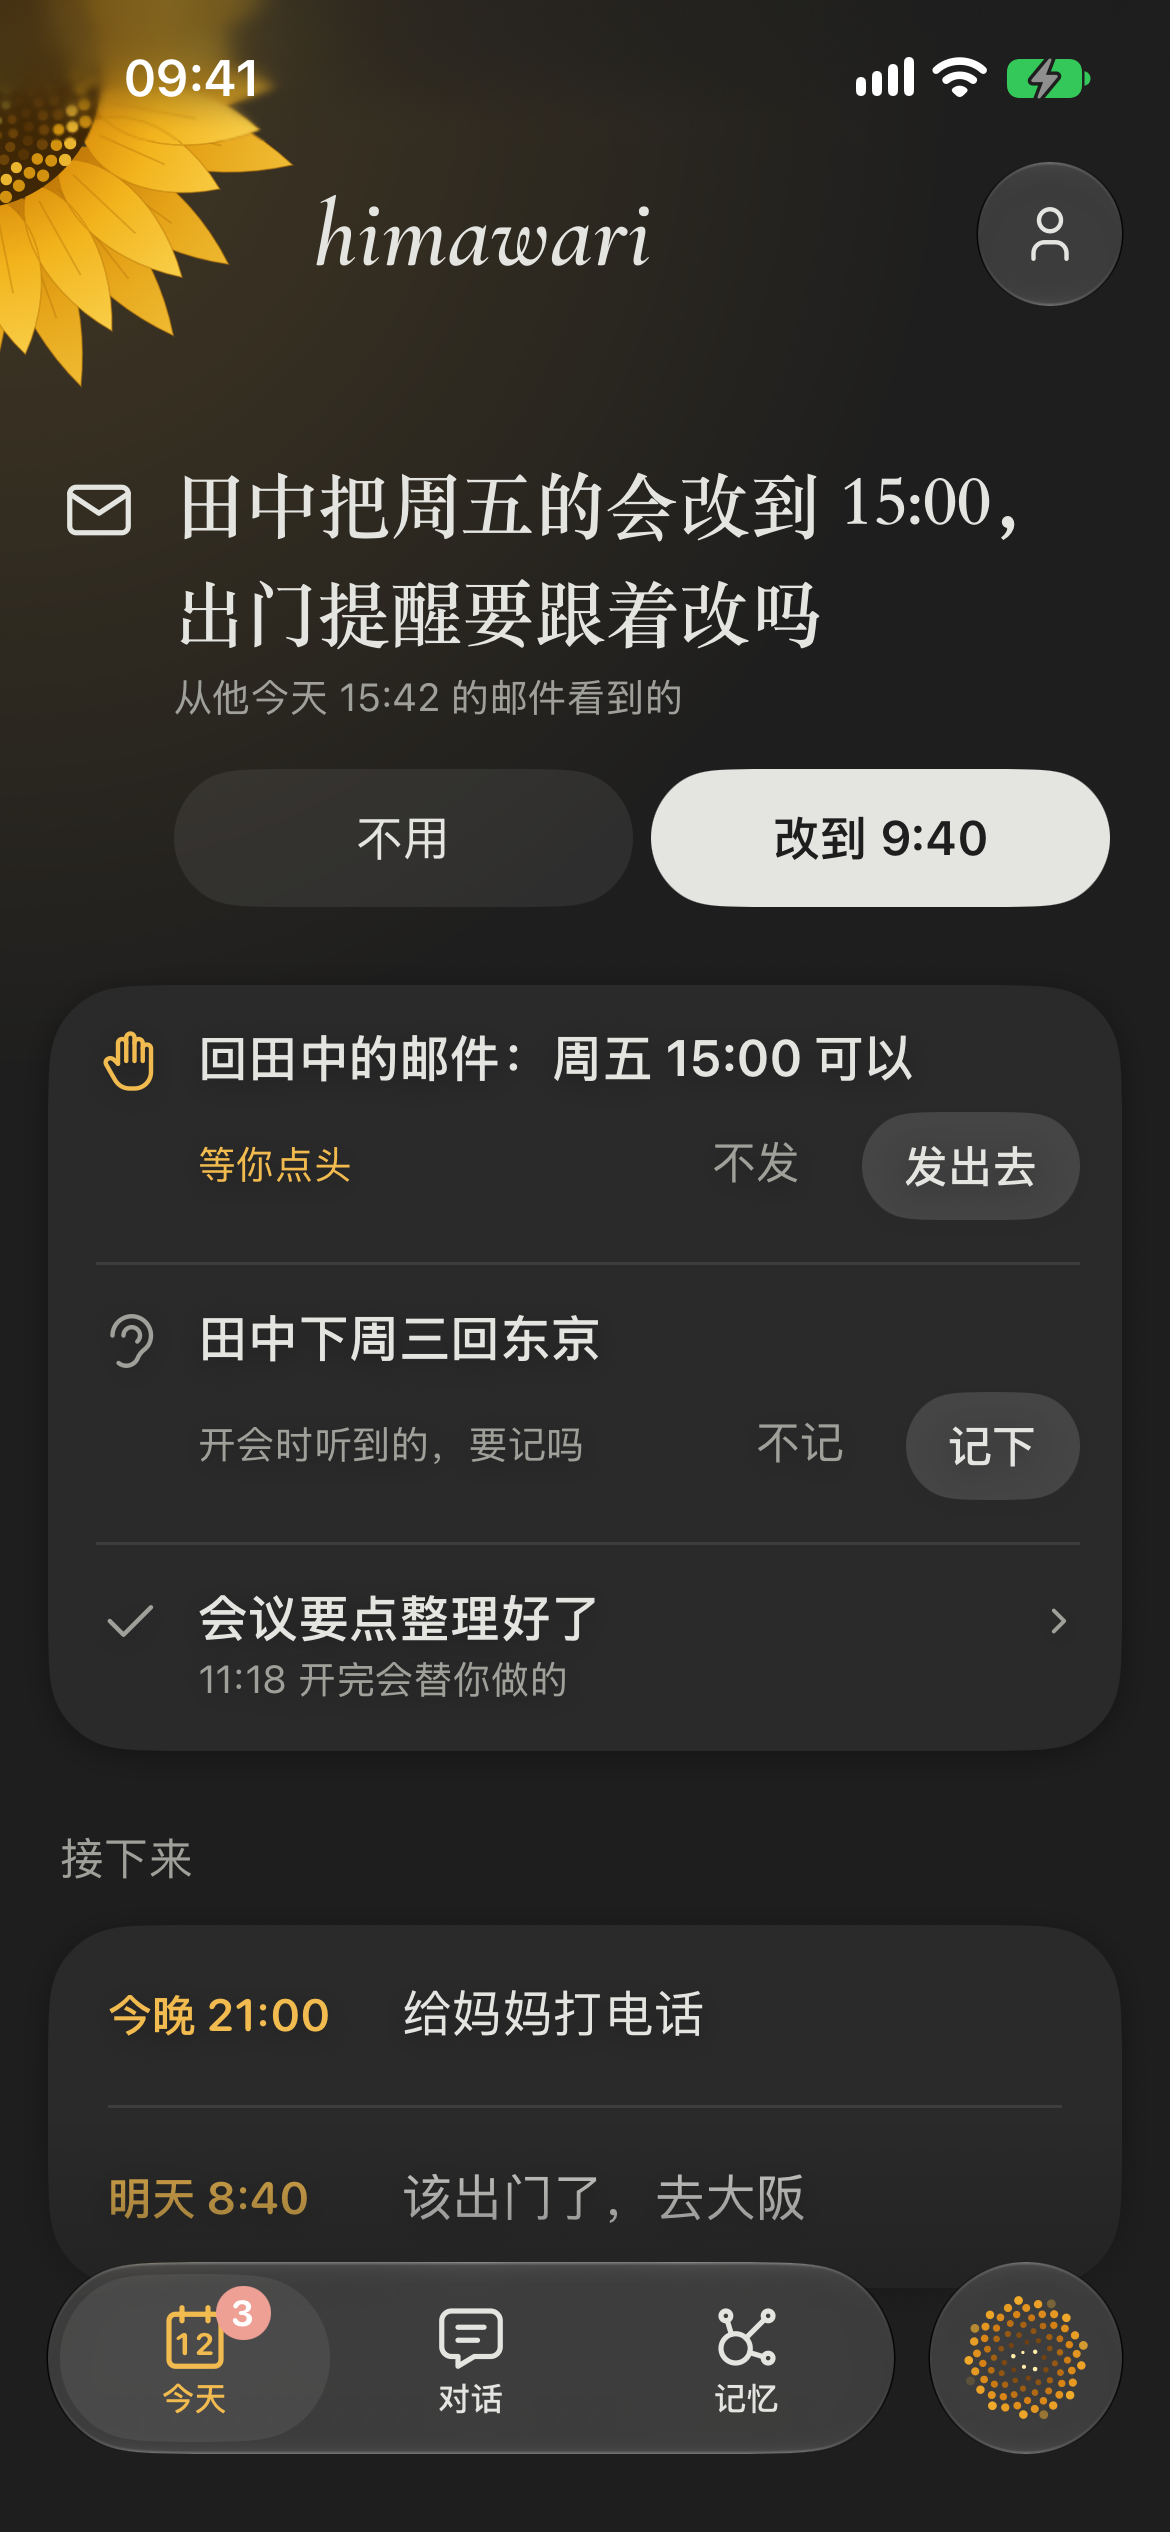 09:41
himawari
田中把周五的会改到 15:00，
出门提醒要跟着改吗
从他今天 15:42 的邮件看到的
不用
改到 9:40
回田中的邮件：周五 15:00 可以
等你点头
不发
发出去
田中下周三回东京
开会时听到的，要记吗
不记
记下
会议要点整理好了
11:18 开完会替你做的
接下来
今晚 21:00
给妈妈打电话
明天 8:40
该出门了，去大阪
12
3
今天
对话
记忆